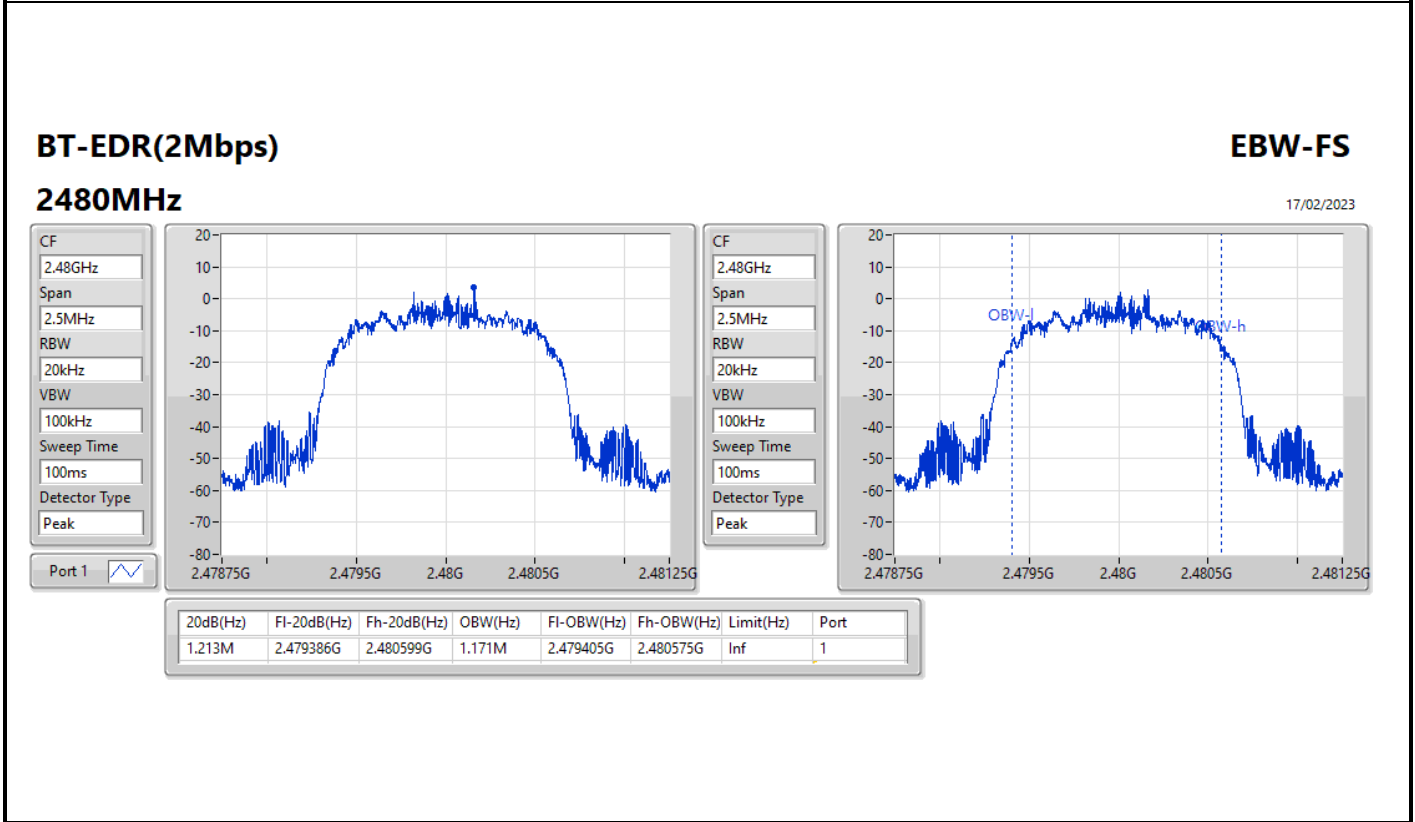 BT-EDR(2Mbps)
EBW-FS
2480MHz
17/02/2023
CF
2.48GHz
Span
2.5MHz
RBW
20kHz
VBW
100kHz
Sweep Time
100ms
Detector Type
Peak
Port 1
20
10
0
-10
-20
-30
-40
-50
-60
-70
-80
2.47875G 2.4795G 2.48G 2.4805G 2.48125G
CF
2.48GHz
Span
2.5MHz
RBW
20kHz
VBW
100kHz
Sweep Time
100ms
Detector Type
Peak
20
10
0
-10
-20
-30
-40
-50
-60
-70
-80
OBW-l
OBW-h
2.47875G 2.4795G 2.48G 2.4805G 2.48125G
20dB(Hz) Fl-20dB(Hz) Fh-20dB(Hz) OBW(Hz) Fl-OBW(Hz) Fh-OBW(Hz) Limit(Hz) Port
1.213M 2.479386G 2.480599G 1.171M 2.479405G 2.480575G Inf 1